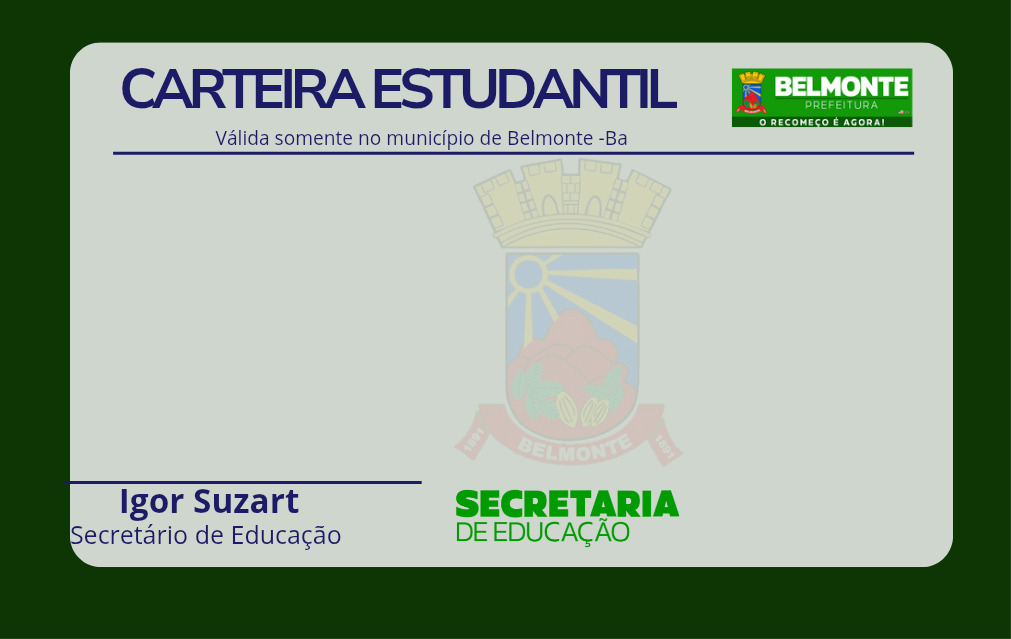 CARTEIRA ESTUDANTIL
BELMONTE
PREFEITURA
O RECOMEÇO É AGORA!
Válida somente no município de Belmonte -Ba
1891 BELMONTE 1891
Igor Suzart
Secretário de Educação
SECRETARIA
DE EDUCAÇÃO